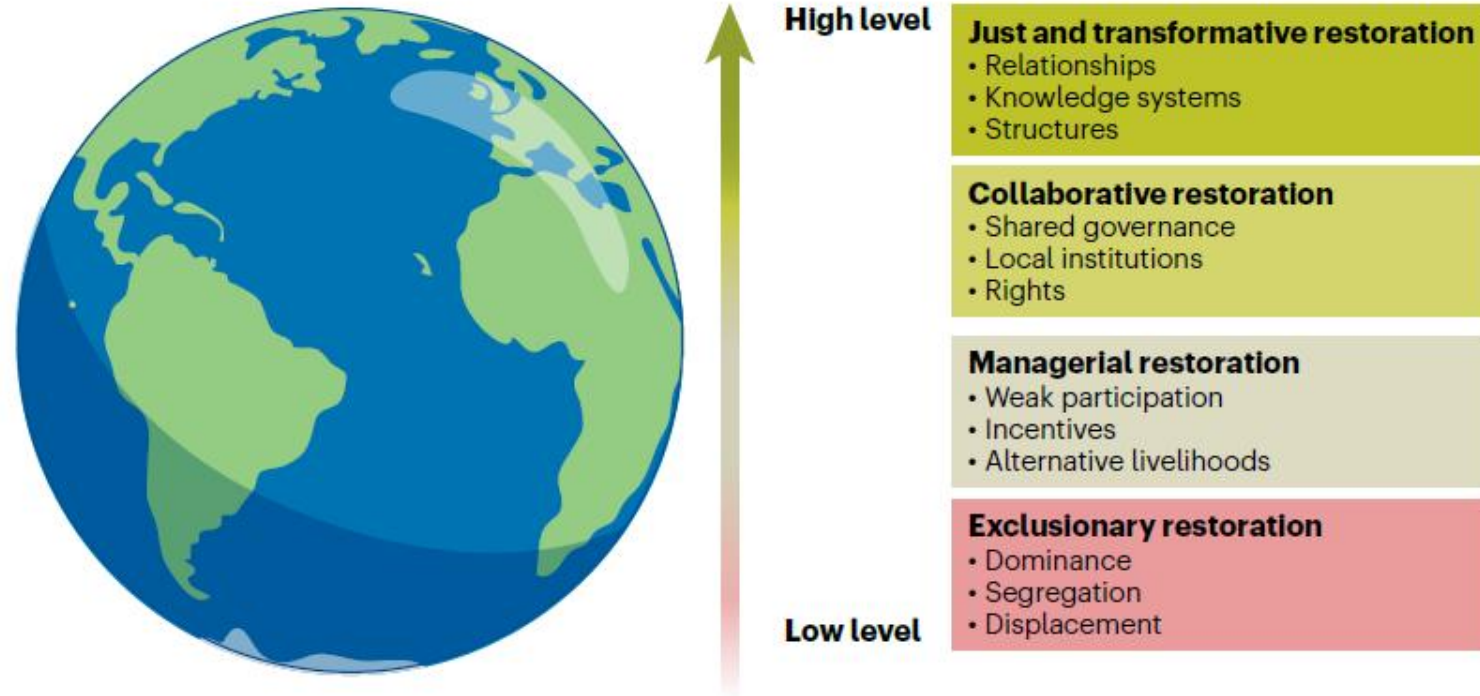 High level
Just and transformative restoration
• Relationships
• Knowledge systems
• Structures
Collaborative restoration
• Shared governance
• Local institutions
• Rights
Managerial restoration
• Weak participation
• Incentives
• Alternative livelihoods
Exclusionary restoration
• Dominance
• Segregation
• Displacement
Low level